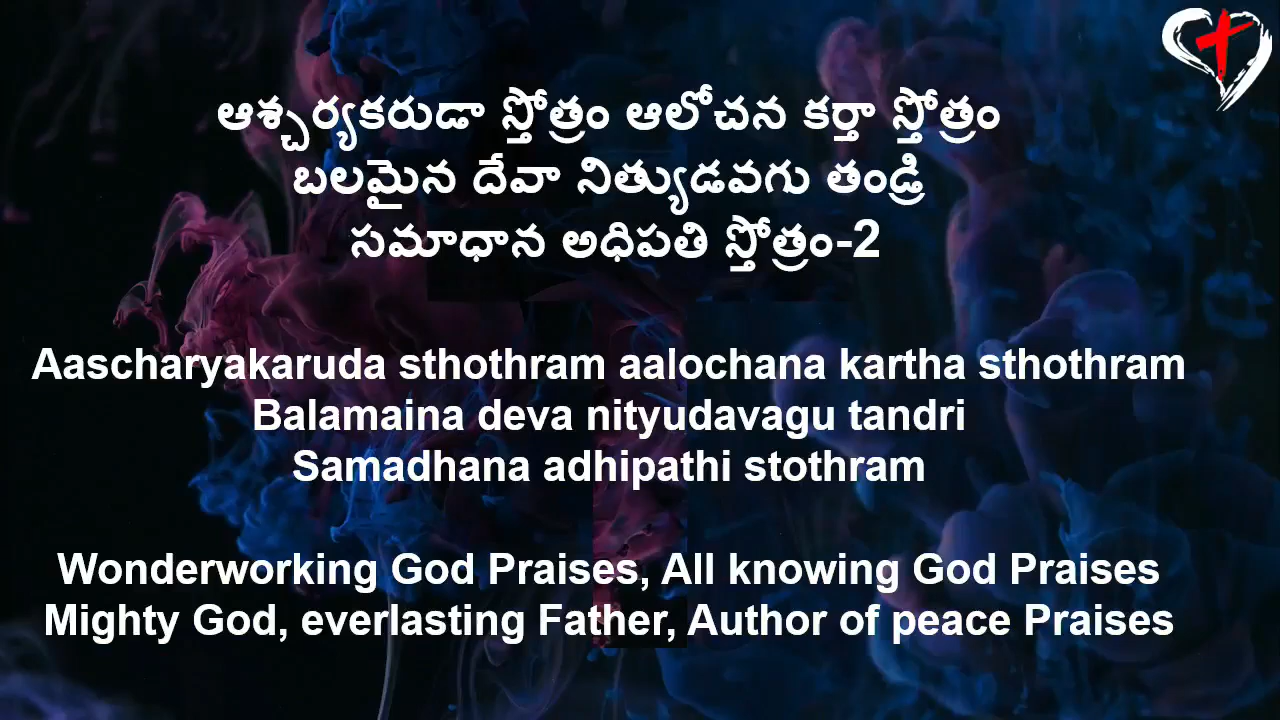 ఆశ్చర్యకరుడా స్తోత్రం ఆలోచన కర్తా స్తోత్రం
బలమైన దేవా నిత్యుడవగు తండ్రి
సమాధాన అధిపతి స్తోత్రం-2
Aascharyakaruda sthothram aalochana kartha sthothram
Balamaina deva nityudavagu tandri
Samadhana adhipathi stothram
Wonderworking God Praises, All knowing God Praises
Mighty God, everlasting Father, Author of peace Praises